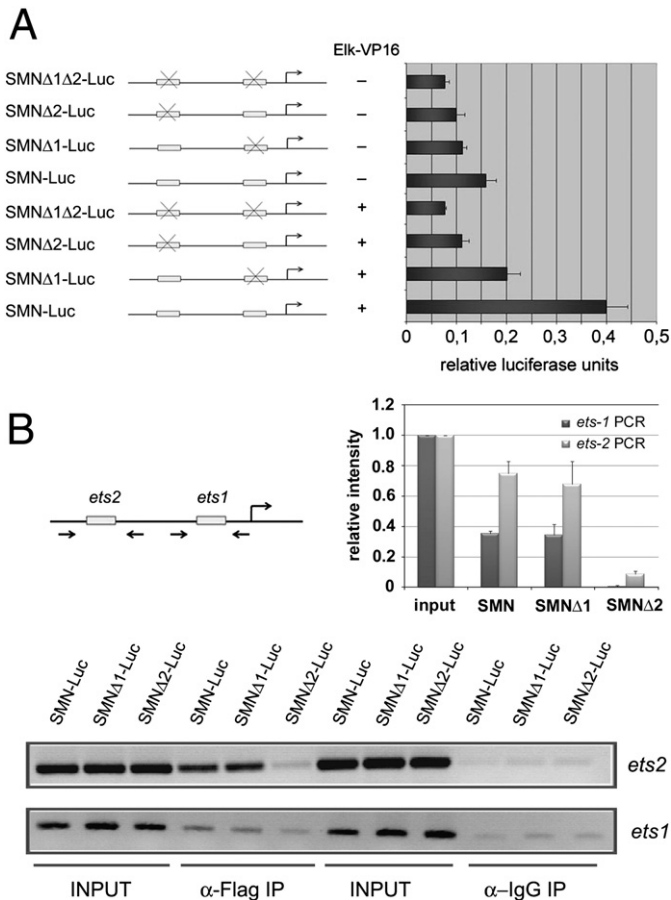 A
Elk-VP16
SMNΔ1Δ2-Luc –
SMNΔ2-Luc –
SMNΔ1-Luc –
SMN-Luc –
SMNΔ1Δ2-Luc +
SMNΔ2-Luc +
SMNΔ1-Luc +
SMN-Luc +
0 0,1 0,2 0,3 0,4 0,5
relative luciferase units
B
ets2 ets1
relative intensity
1.2
1.0
0.8
0.6
0.4
0.2
0
ets-1 PCR
ets-2 PCR
input SMN SMNΔ1 SMNΔ2
SMN-Luc SMNΔ1-Luc SMNΔ2-Luc SMN-Luc SMNΔ1-Luc SMNΔ2-Luc SMN-Luc SMNΔ1-Luc SMNΔ2-Luc SMN-Luc SMNΔ1-Luc SMNΔ2-Luc
ets2
ets1
INPUT α-Flag IP INPUT α–IgG IP